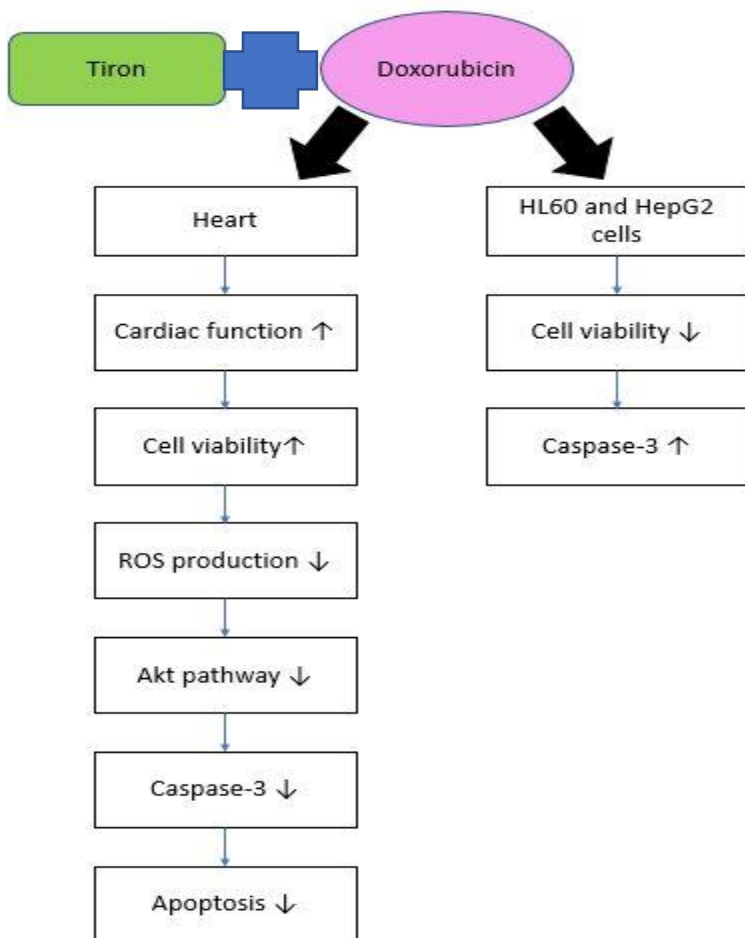 Tiron
Doxorubicin
Heart
Cardiac function ↑
Cell viability↑
ROS production ↓
Akt pathway ↓
Caspase-3 ↓
Apoptosis ↓
HL60 and HepG2
cells
Cell viability ↓
Caspase-3 ↑